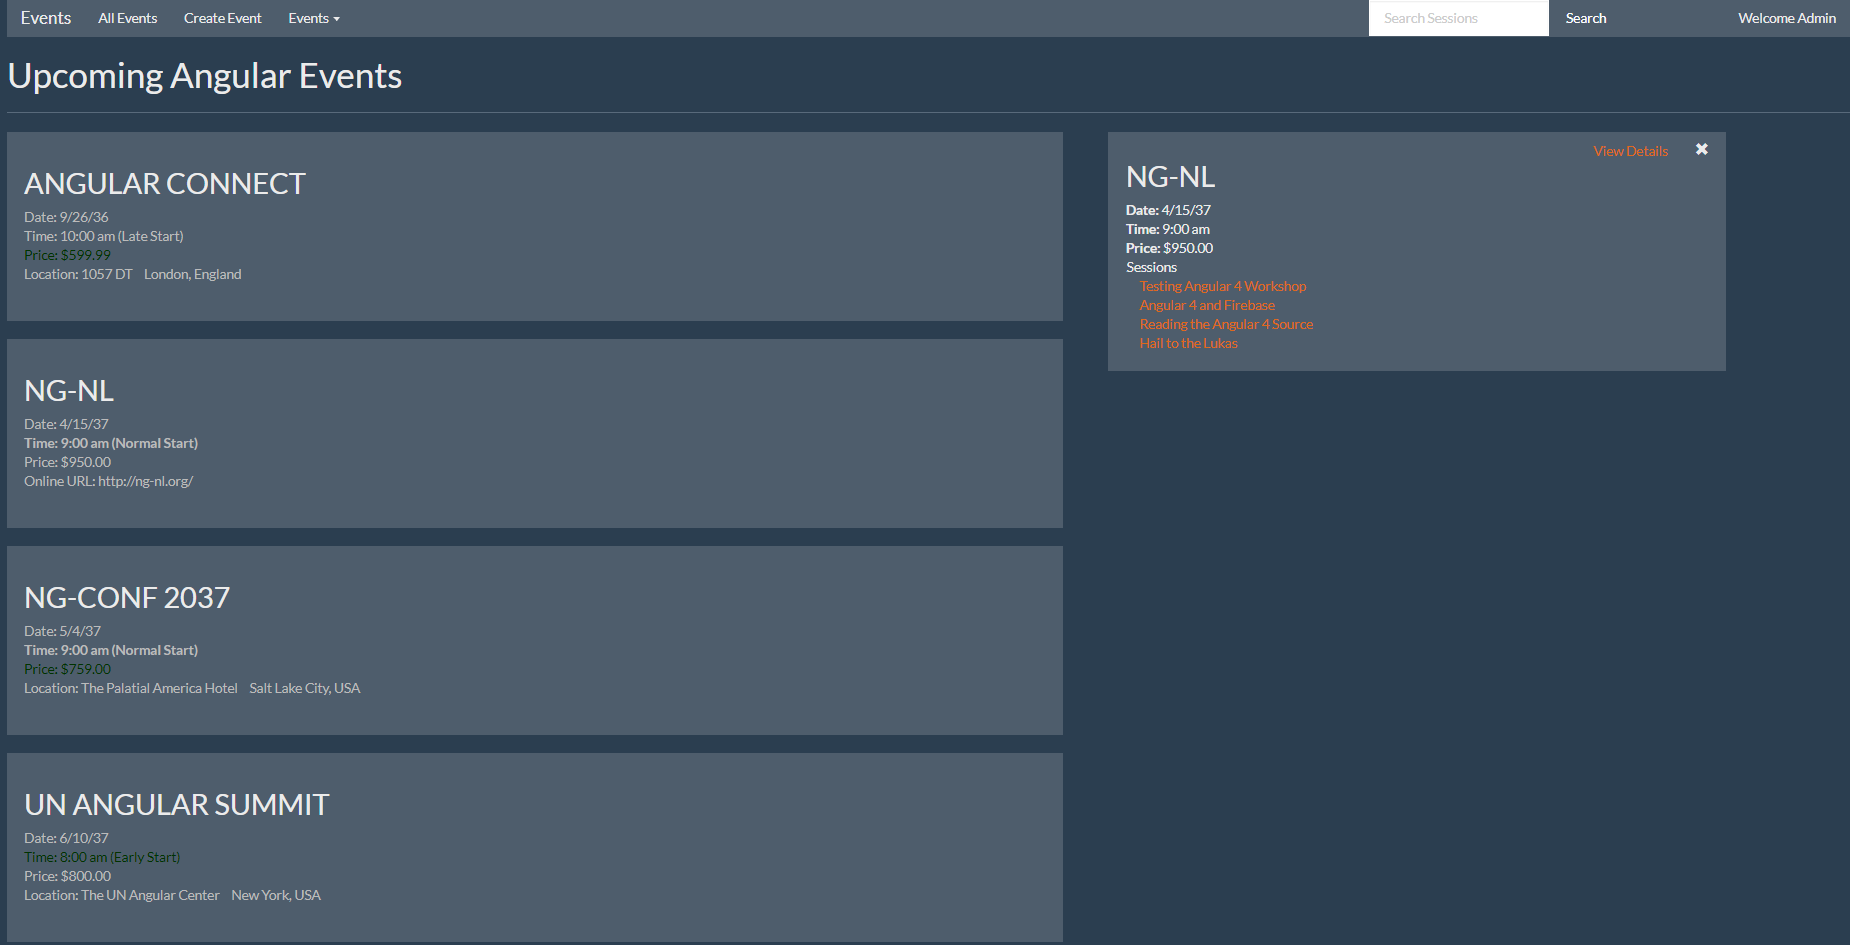 Events All Events Create Event Events Search Sessions Search Welcome Admin
Upcoming Angular Events
ANGULAR CONNECT
Date: 9/26/36
Time: 10:00 am (Late Start)
Price: $599.99
Location: 1057 DT London, England
NG-NL
Date: 4/15/37
Time: 9:00 am (Normal Start)
Price: $950.00
Online URL: http://ng-nl.org/
NG-CONF 2037
Date: 5/4/37
Time: 9:00 am (Normal Start)
Price: $759.00
Location: The Palatial America Hotel Salt Lake City, USA
UN ANGULAR SUMMIT
Date: 6/10/37
Time: 8:00 am (Early Start)
Price: $800.00
Location: The UN Angular Center New York, USA
View Details
NG-NL
Date: 4/15/37
Time: 9:00 am
Price: $950.00
Sessions
Testing Angular 4 Workshop
Angular 4 and Firebase
Reading the Angular 4 Source
Hail to the Lukas